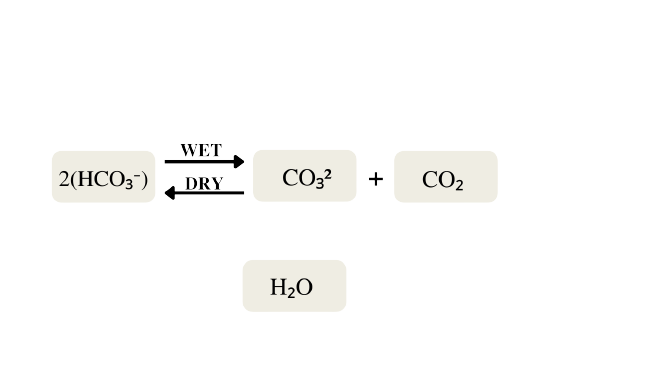 WET
2(HCO₃⁻) CO₃² + CO₂
DRY
H₂O